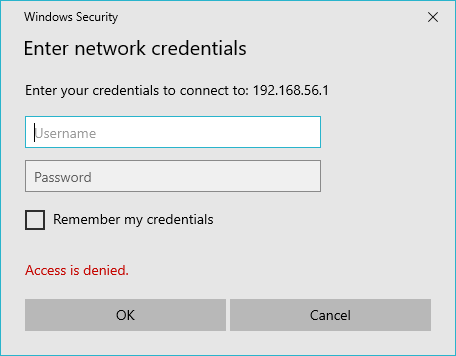 Windows Security
Enter network credentials
Enter your credentials to connect to: 192.168.56.1
Username
Password
Remember my credentials
Access is denied.
OK
Cancel